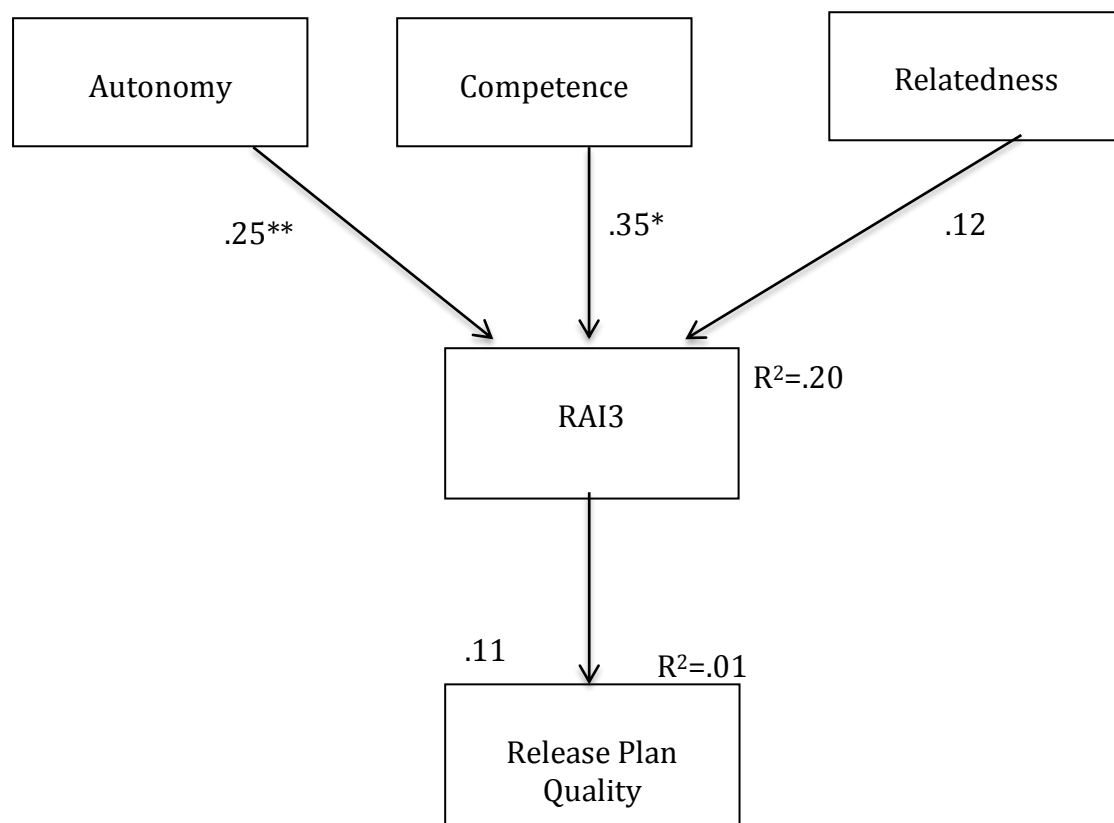 Autonomy
Competence
Relatedness
.25**
.35*
.12
RAI3
R²=.20
.11
R²=.01
Release Plan
Quality